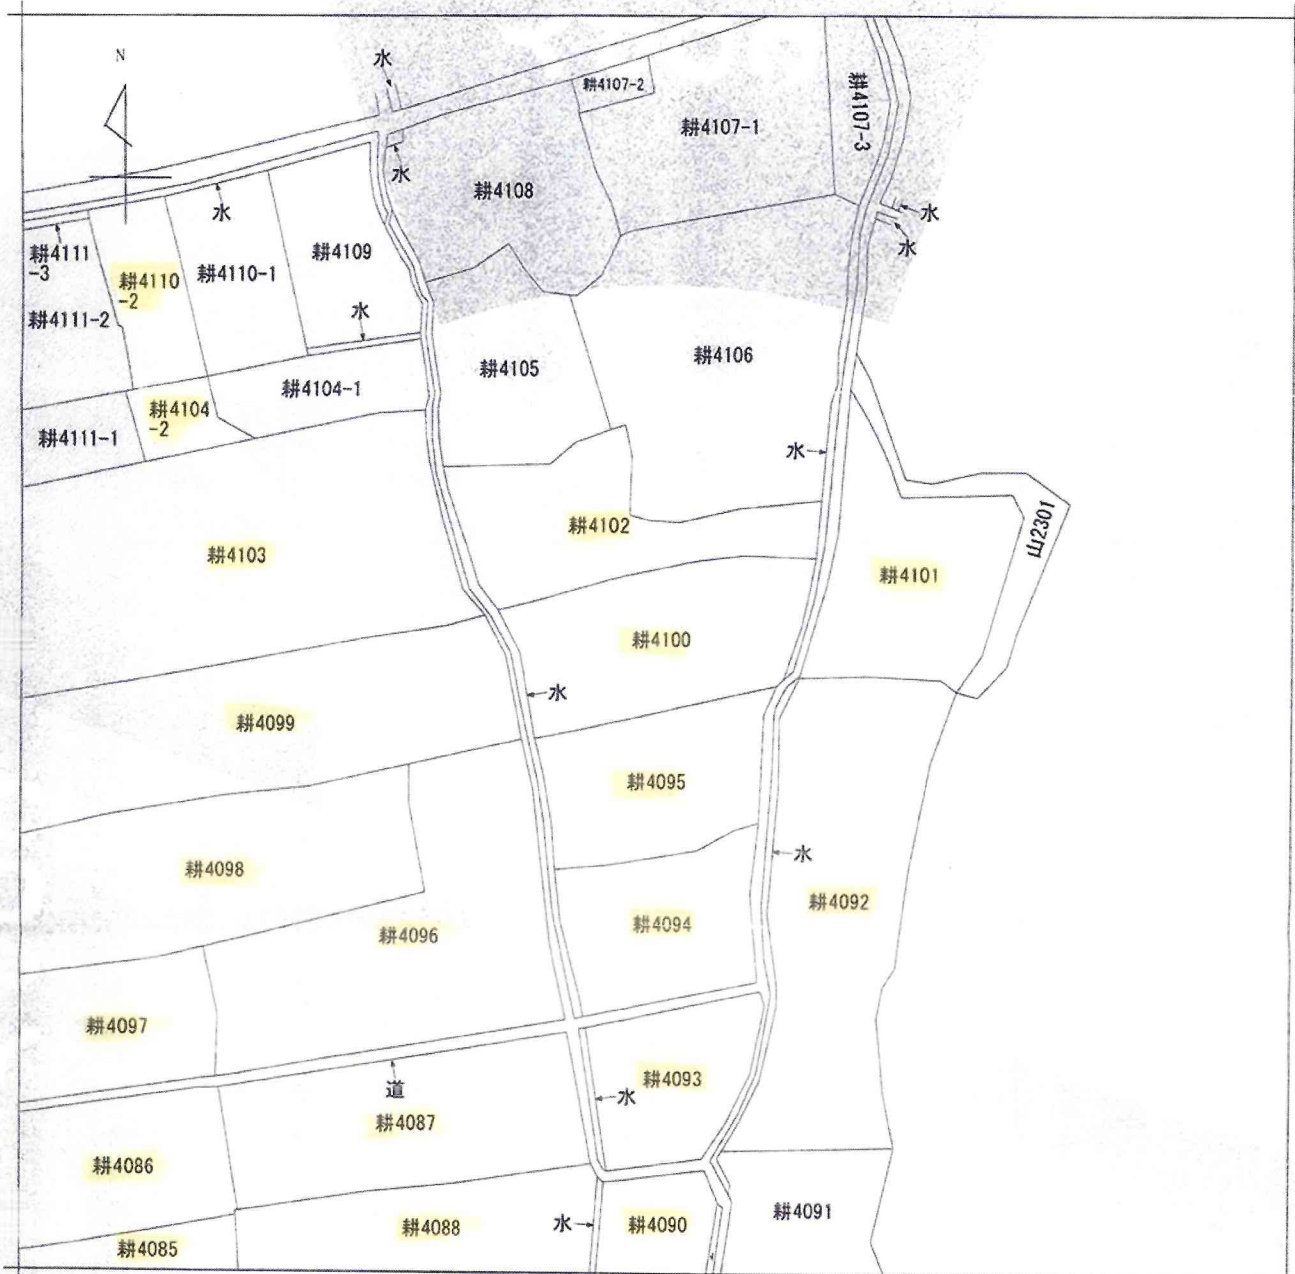 N
水
耕4107-2
耕4107-1
耕4107-3
水
耕4108
水
水
水
耕4111
-3
耕4110
-2
耕4110-1
耕4109
耕4111-2
水
耕4105
耕4106
耕4104-1
耕4104
-2
耕4111-1
水
耕4102
山2301
耕4103
耕4101
耕4100
水
耕4099
耕4095
水
耕4098
耕4092
耕4094
耕4096
耕4097
耕4093
道
水
耕4087
耕4086
耕4091
水
耕4088
耕4090
耕4085